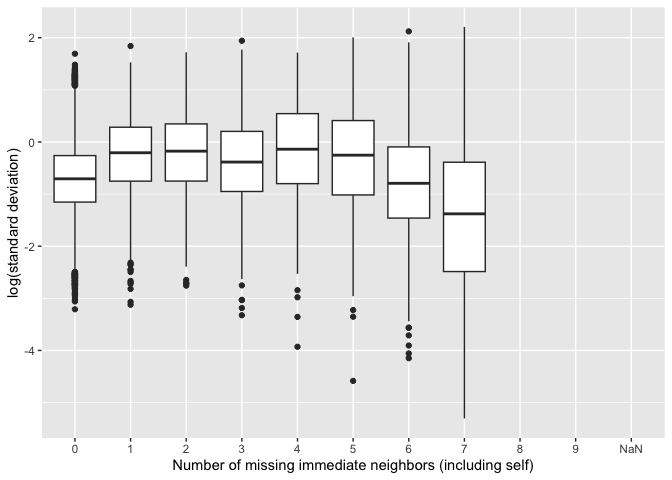 log(standard deviation)
2
0
-2
-4
0 1 2 3 4 5 6 7 8 9 NaN
Number of missing immediate neighbors (including self)